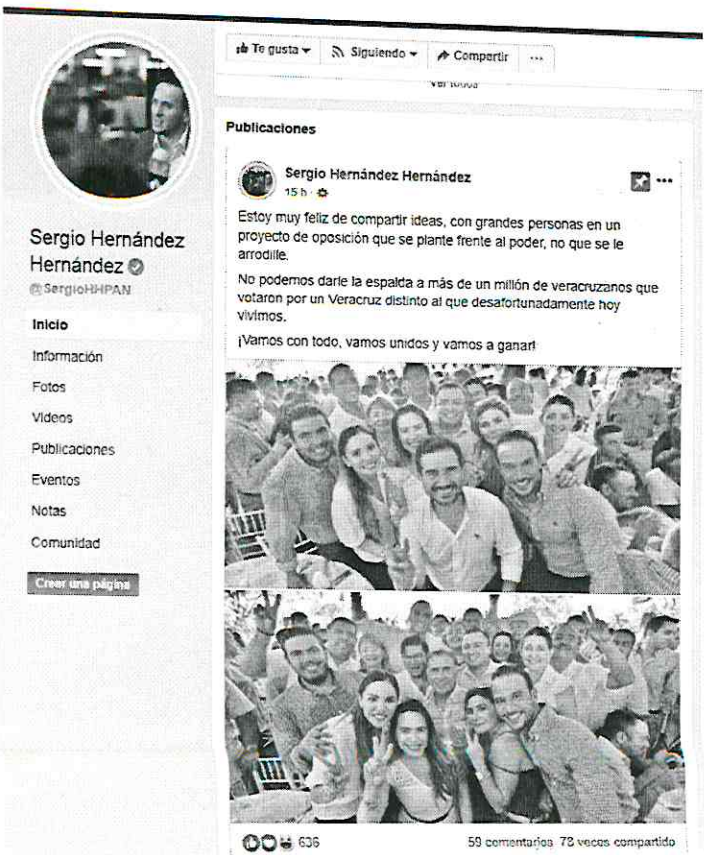 Te gusta
Siguiendo
Compartir
Ver todos
Publicaciones
Sergio Hernández Hernández
15 h
Estoy muy feliz de compartir ideas, con grandes personas en un
proyecto de oposición que se plante frente al poder, no que se le
arrodille.
No podemos darle la espalda a más de un millón de veracruzanos que
votaron por un Veracruz distinto al que desafortunadamente hoy
vivimos.
¡Vamos con todo, vamos unidos y vamos a ganar!
636
59 comentarios 78 veces compartido
Sergio Hernández
Hernández
@SergioHHPAN
Inicio
Información
Fotos
Videos
Publicaciones
Eventos
Notas
Comunidad
Crear una página